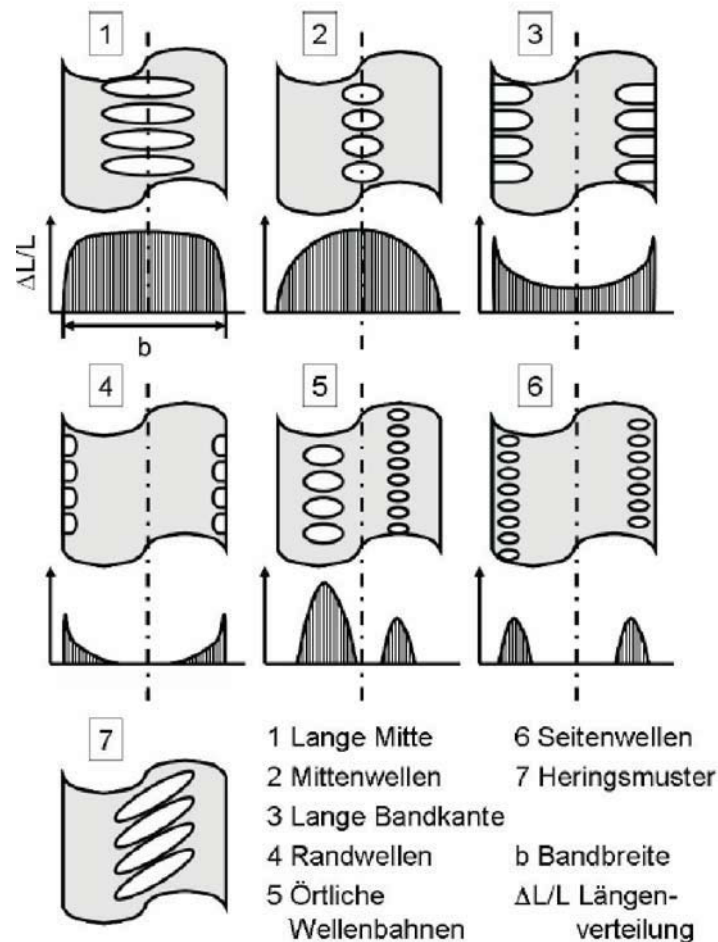 1
2
3
ΔL/L
b
4
5
6
7
1 Lange Mitte
2 Mittenwellen
3 Lange Bandkante
4 Randwellen
5 Örtliche
Wellenbahnen
6 Seitenwellen
7 Heringsmuster
b Bandbreite
ΔL/L Längen-
verteilung